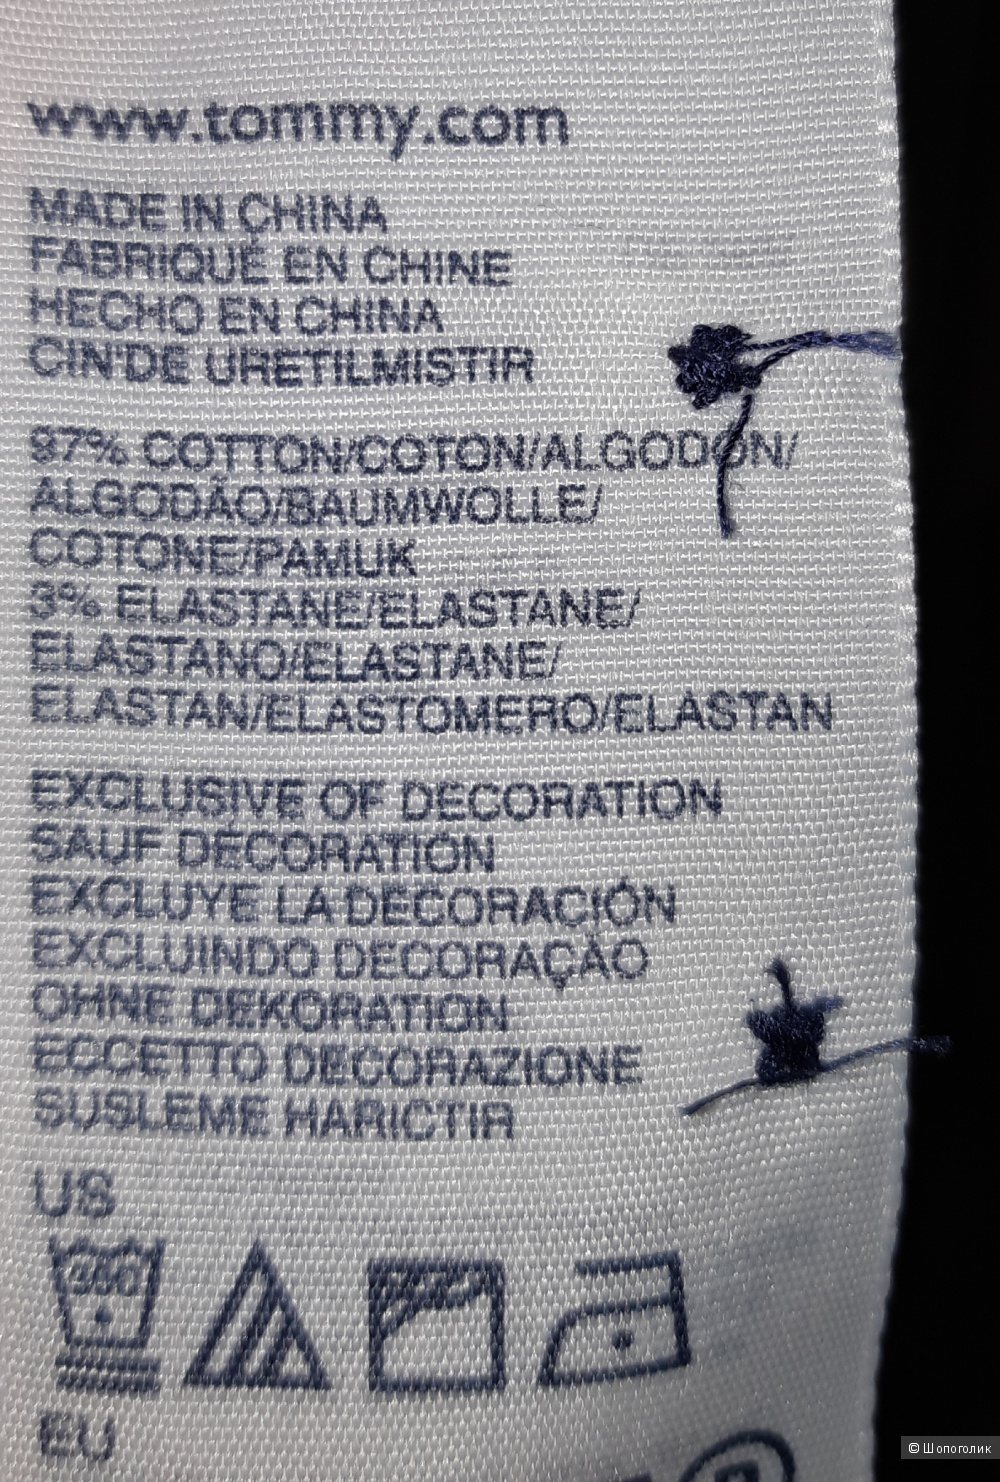 www.tommy.com
MADE IN CHINA
FABRIQUÉ EN CHINE
HECHO EN CHINA
CIN'DE URETILMISTIR
97% COTTON/COTON/ALGODÓN/
ALGODÃO/BAUMWOLLE/
COTONE/PAMUK
3% ELASTANE/ELASTANE/
ELASTANO/ELASTANE/
ELASTAN/ELASTOMERO/ELASTAN
EXCLUSIVE OF DECORATION
SAUF DECORATION
EXCLUYE LA DECORACIÓN
EXCLUINDO DECORAÇÃO
OHNE DEKORATION
ECCETTO DECORAZIONE
SUSLEME HARICTIR
US
EU
© Шопоголик